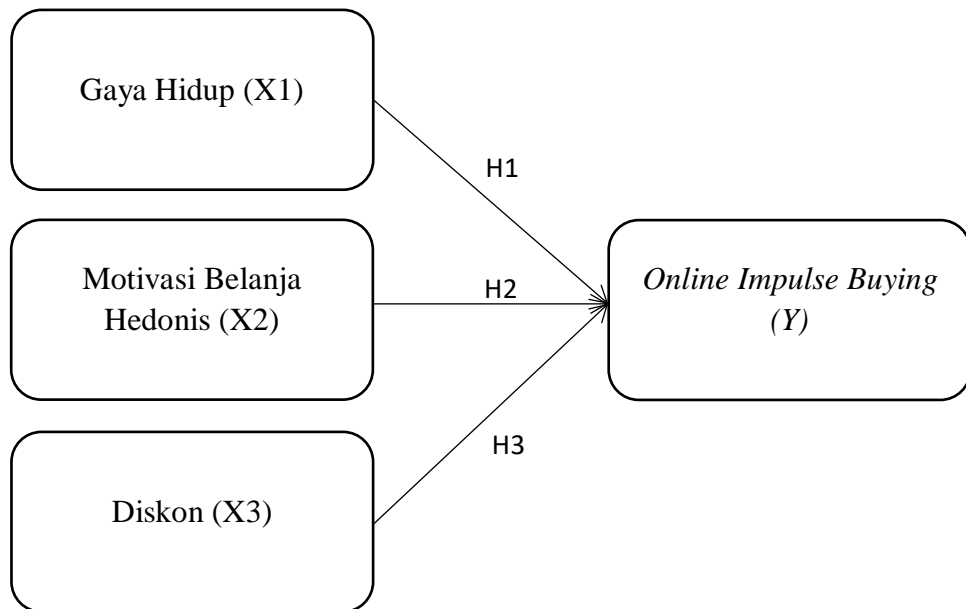 Gaya Hidup (X1)
H1
Motivasi Belanja
Hedonis (X2)
H2
Online Impulse Buying
(Y)
H3
Diskon (X3)